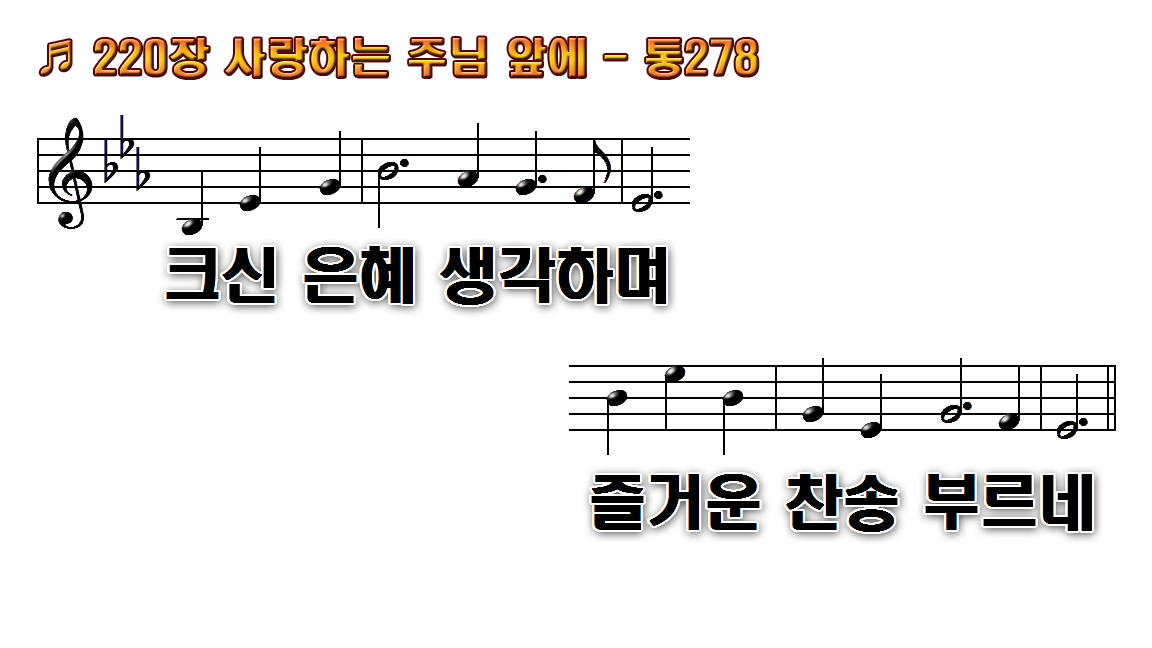 ♬ 220장 사랑하는 주님 앞에 - 통278
크신 은혜 생각하며
즐거운 찬송 부르네